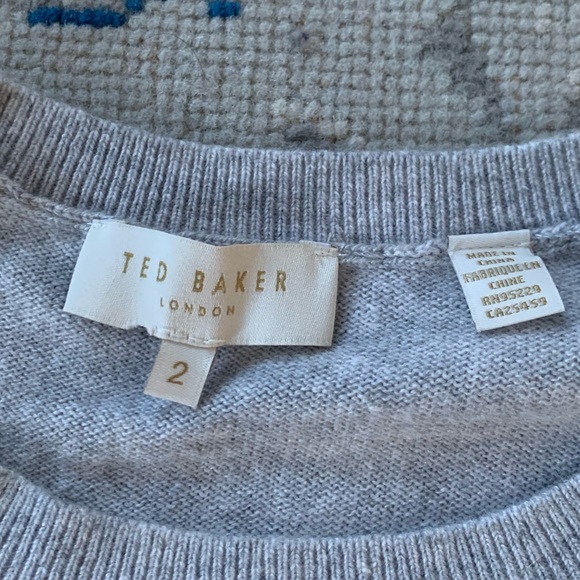 TED BAKER
LONDON
2
MADE IN
CHINA
FABRIQUE EN
CHINE
RN95229
CA25459